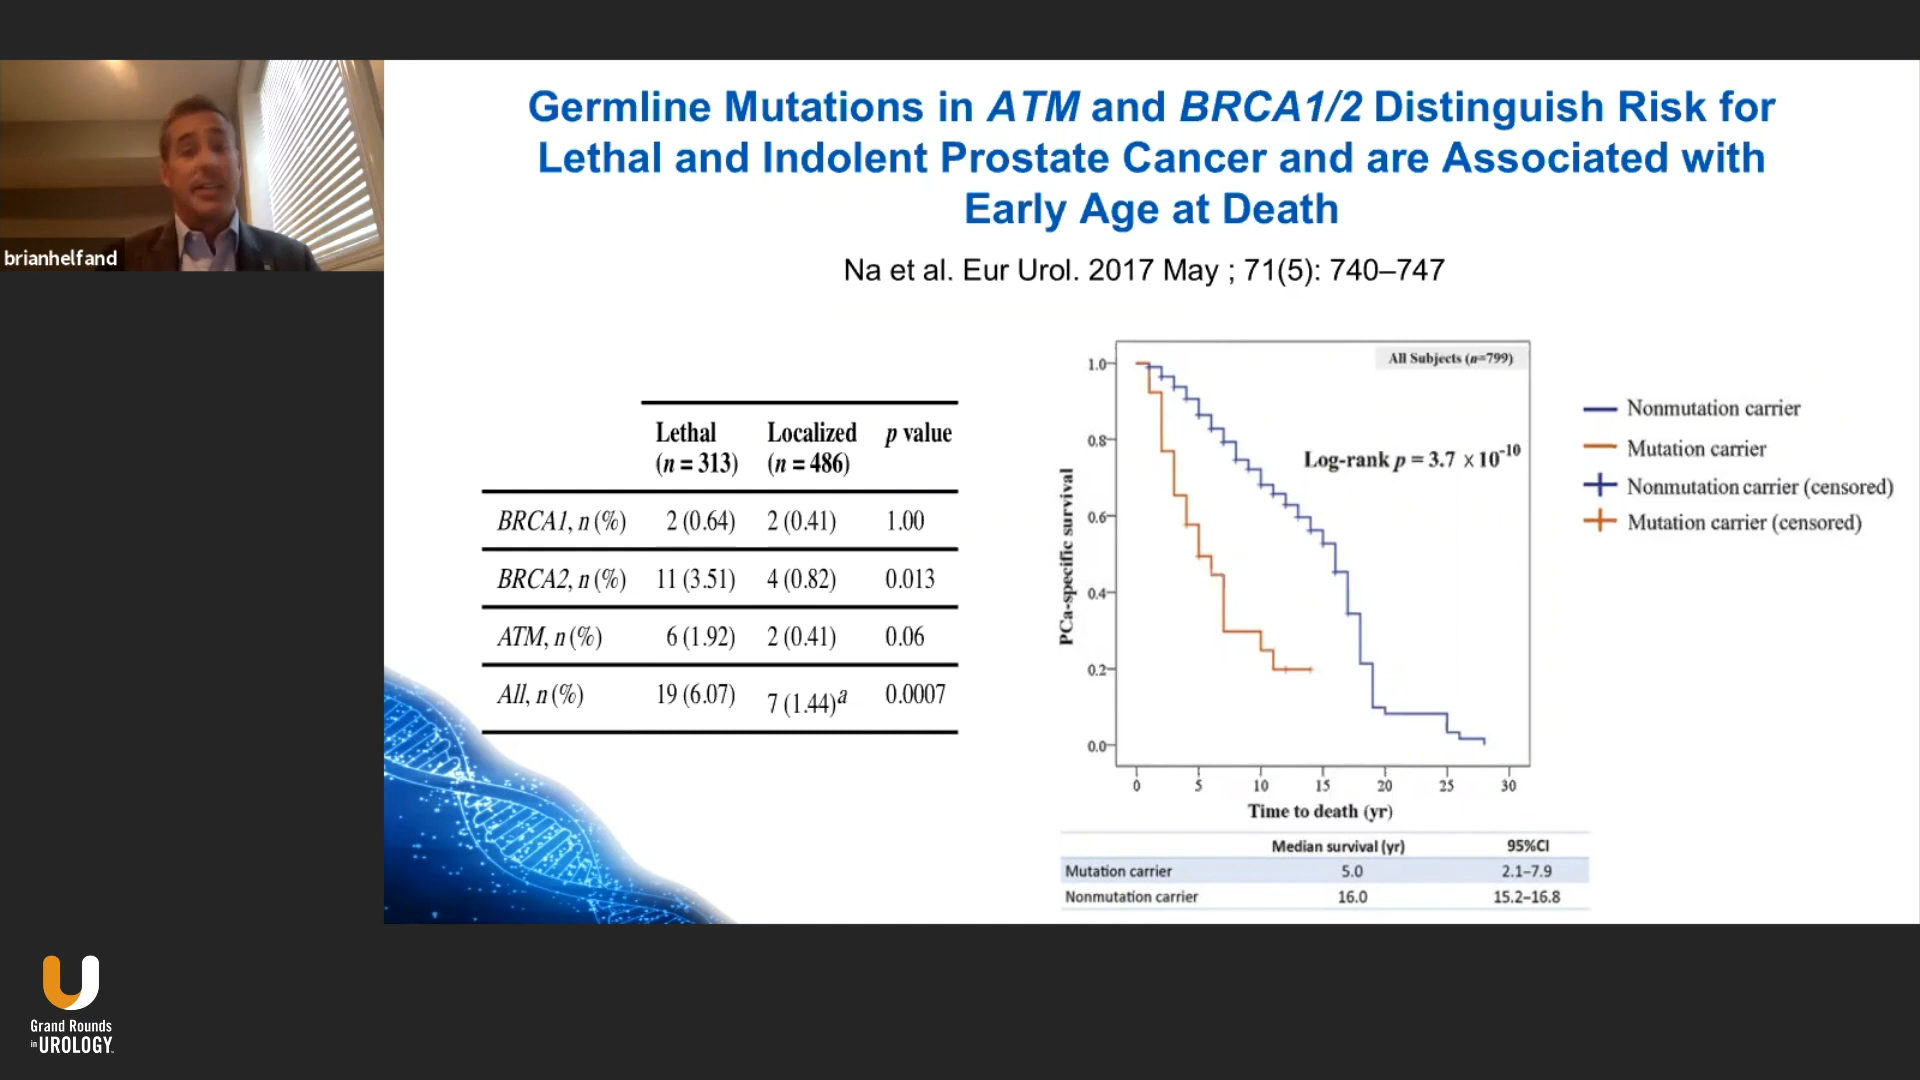 brianhelfand
Germline Mutations in ATM and BRCA1/2 Distinguish Risk for
Lethal and Indolent Prostate Cancer and are Associated with
Early Age at Death
Na et al. Eur Urol. 2017 May ; 71(5): 740–747
Lethal Localized p value
(n = 313) (n = 486)
BRCA1, n (%) 2 (0.64) 2 (0.41) 1.00
BRCA2, n (%) 11 (3.51) 4 (0.82) 0.013
ATM, n (%) 6 (1.92) 2 (0.41) 0.06
All, n (%) 19 (6.07) 7 (1.44)a 0.0007
All Subjects (n=799)
Log-rank p = 3.7 x 10-10
PCa-specific survival
1.0
0.8
0.6
0.4
0.2
0.0
0 5 10 15 20 25 30
Time to death (yr)
Nonmutation carrier
Mutation carrier
Nonmutation carrier (censored)
Mutation carrier (censored)
Median survival (yr) 95%CI
Mutation carrier 5.0 2.1–7.9
Nonmutation carrier 16.0 15.2–16.8
Grand Rounds
in UROLOGY